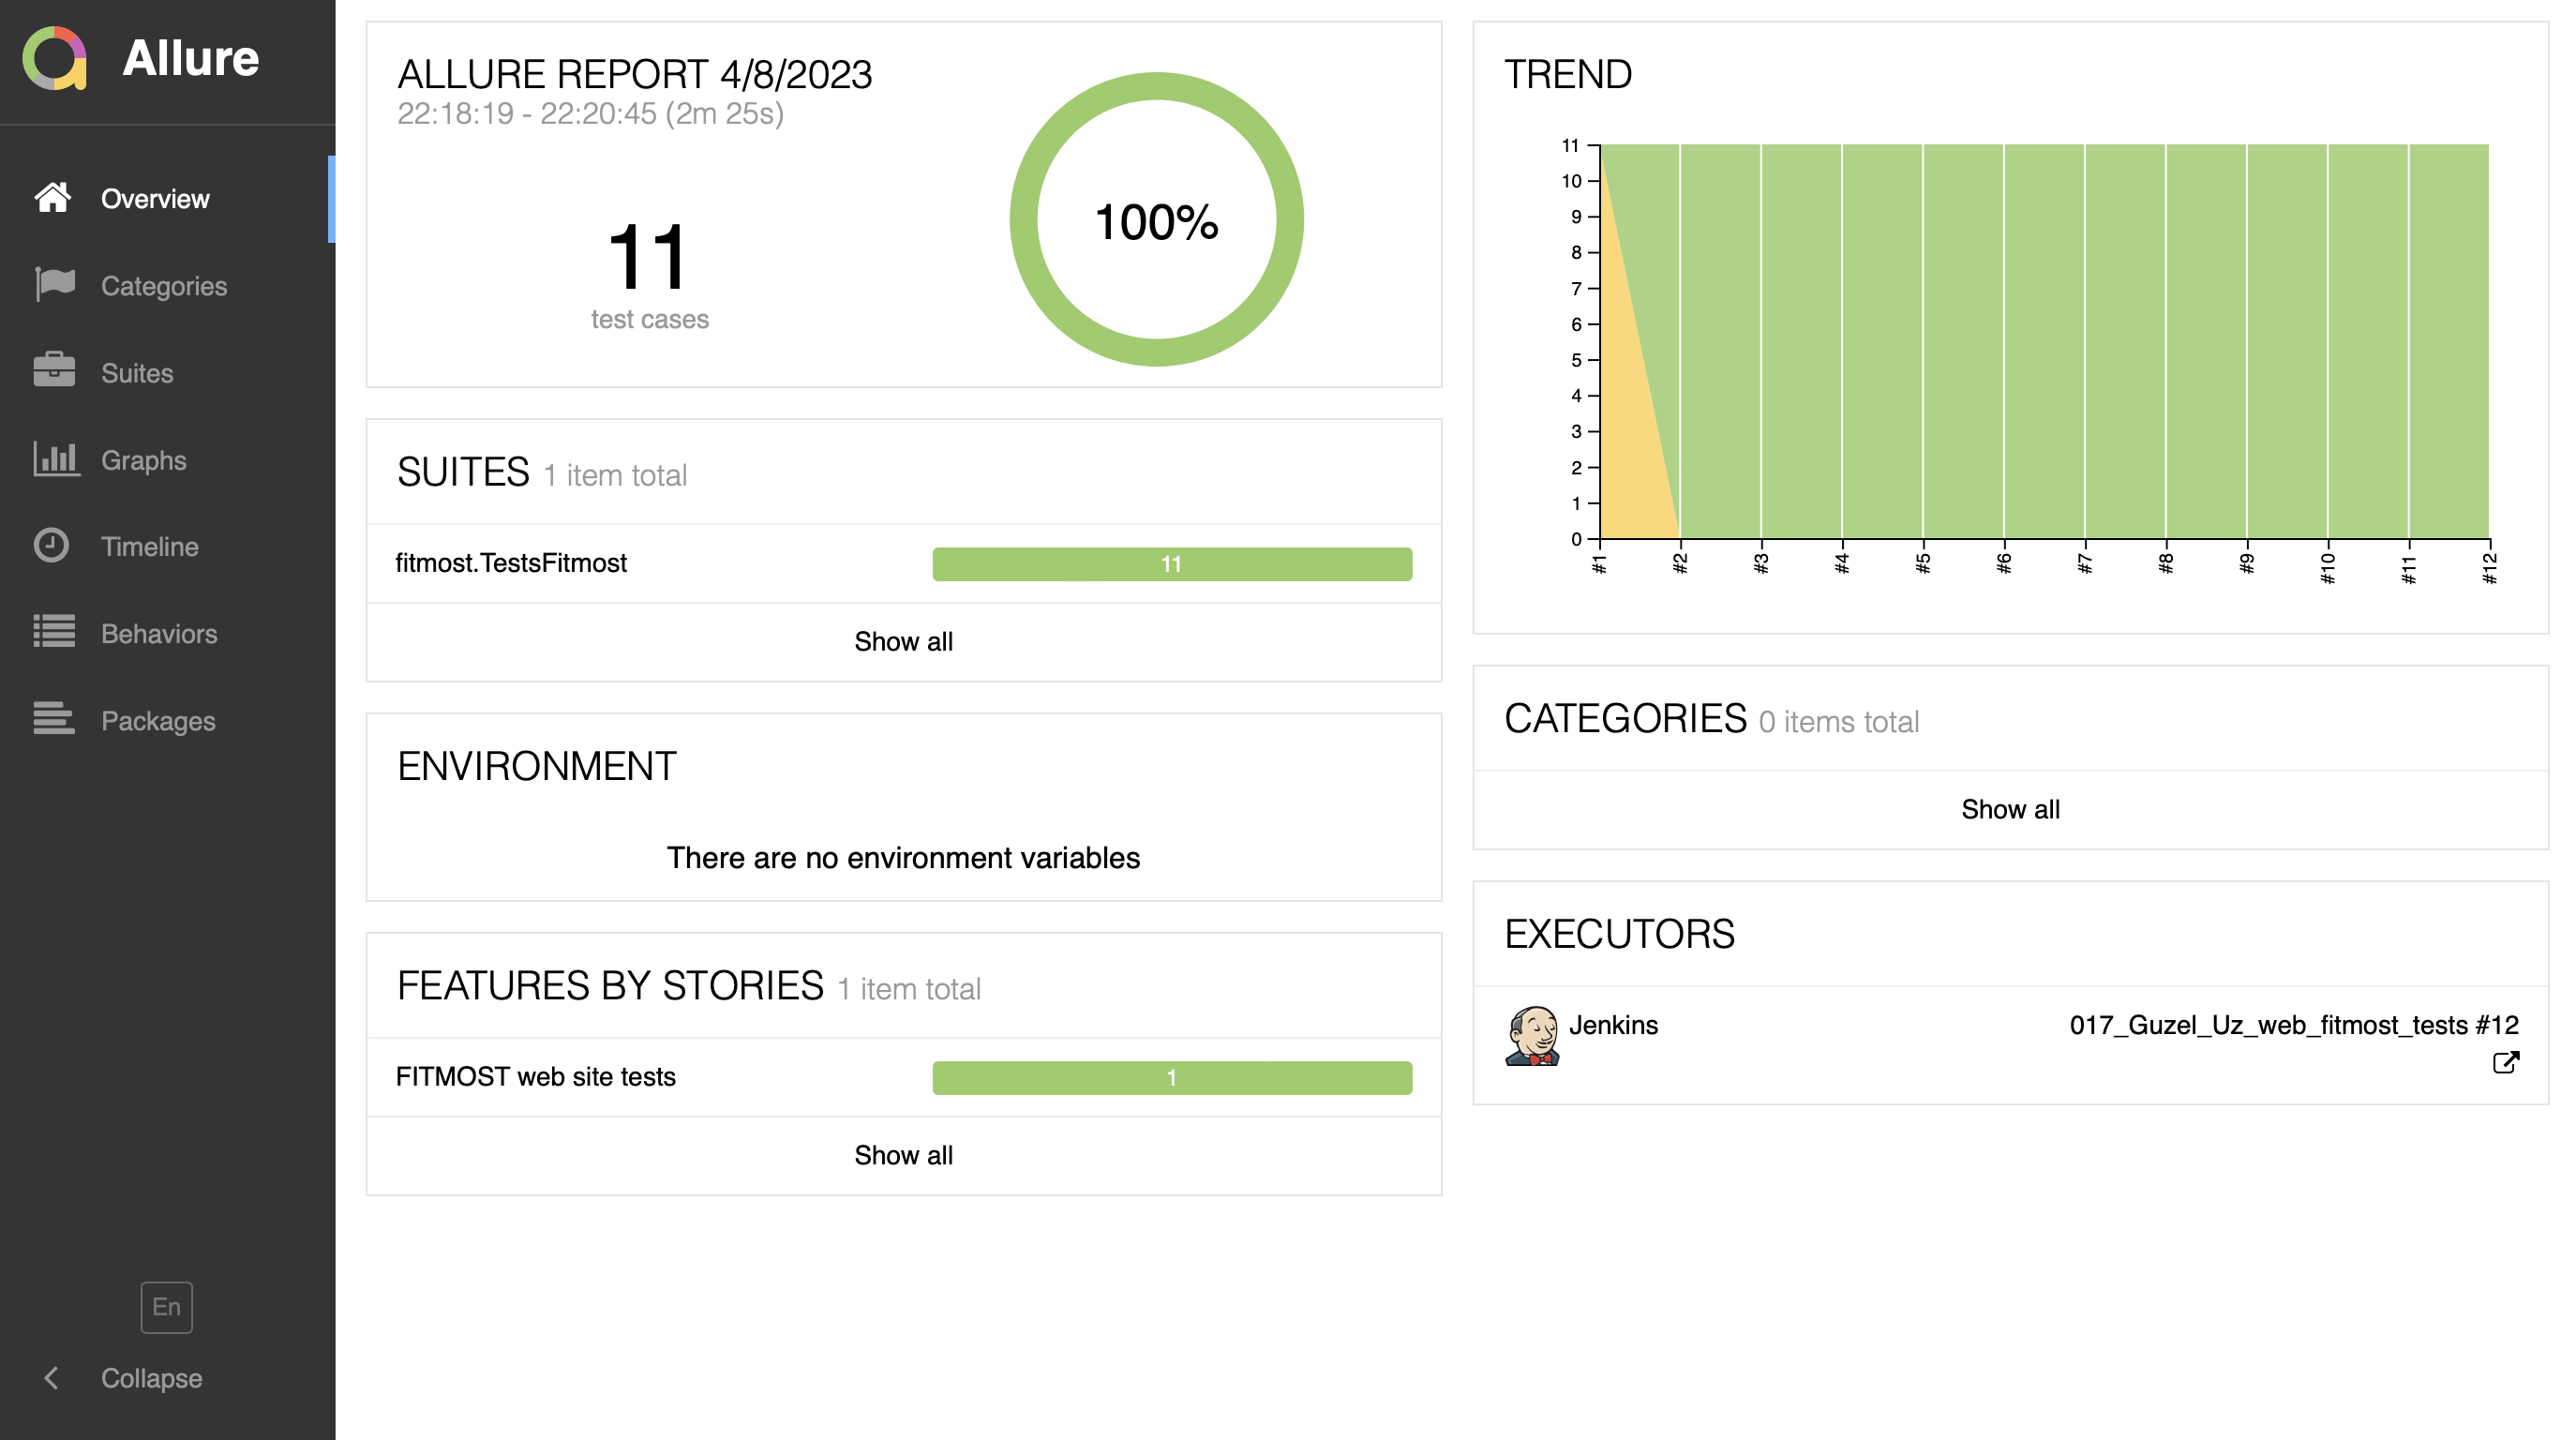 Allure
Overview
Categories
Suites
Graphs
Timeline
Behaviors
Packages
En
Collapse
ALLURE REPORT 4/8/2023
22:18:19 - 22:20:45 (2m 25s)
11
test cases
100%
SUITES 1 item total
fitmost.TestsFitmost 11
Show all
ENVIRONMENT
There are no environment variables
FEATURES BY STORIES 1 item total
FITMOST web site tests 1
Show all
TREND
11
10
9
8
7
6
5
4
3
2
1
0
#1 #2 #3 #4 #5 #6 #7 #8 #9 #10 #11 #12
CATEGORIES 0 items total
Show all
EXECUTORS
Jenkins 017_Guzel_Uz_web_fitmost_tests #12